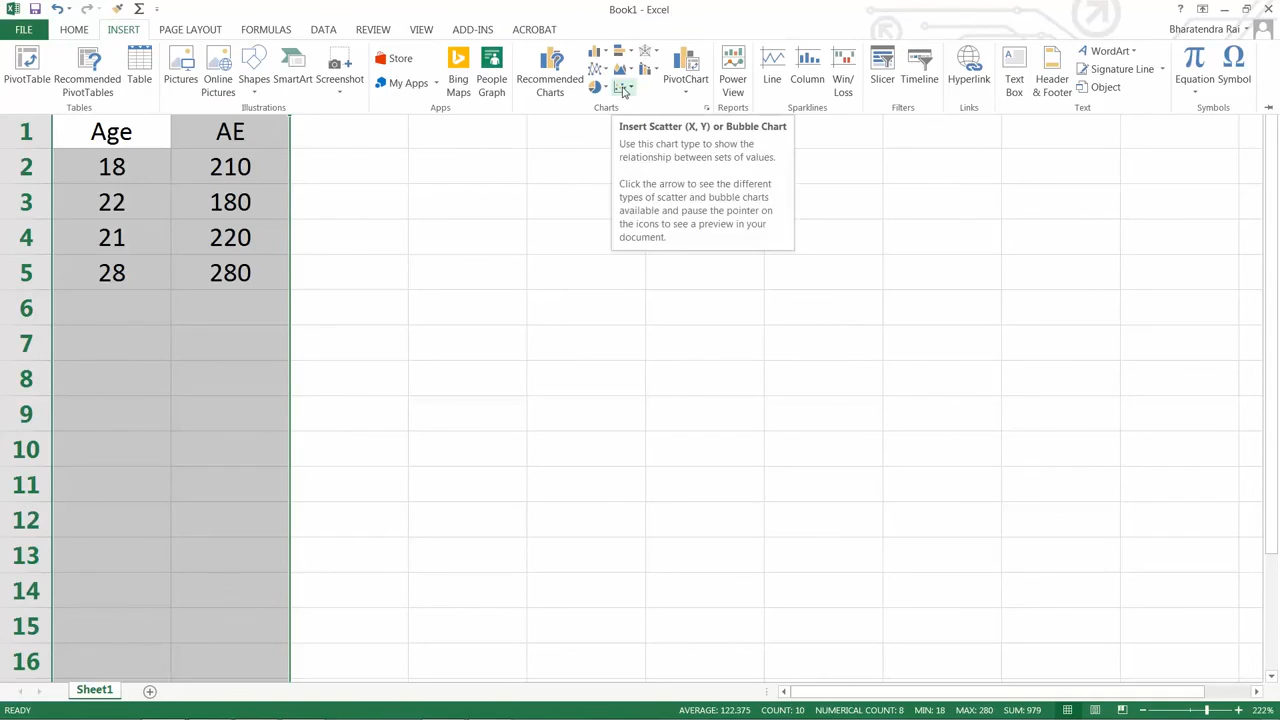 Book1 - Excel
FILE HOME INSERT PAGE LAYOUT FORMULAS DATA REVIEW VIEW ADD-INS ACROBAT
Bharatendra Rai
PivotTable
Recommended
PivotTables
Table
Tables
Pictures
Online
Pictures
Shapes
SmartArt
Screenshot
Illustrations
Store
My Apps
Bing
Maps
People
Graph
Apps
Recommended
Charts
PivotChart
Charts
Power
View
Reports
Line
Column
Win/
Loss
Sparklines
Slicer
Timeline
Filters
Hyperlink
Links
Text
Box
Header
& Footer
WordArt
Signature Line
Object
Text
Equation
Symbol
Symbols
Insert Scatter (X, Y) or Bubble Chart
Use this chart type to show the
relationship between sets of values.
Click the arrow to see the different
types of scatter and bubble charts
available and pause the pointer on
the icons to see a preview in your
document.
1 Age AE
2 18 210
3 22 180
4 21 220
5 28 280
6
7
8
9
10
11
12
13
14
15
16
Sheet1
READY AVERAGE: 122.375 COUNT: 10 NUMERICAL COUNT: 8 MIN: 18 MAX: 280 SUM: 979 222%